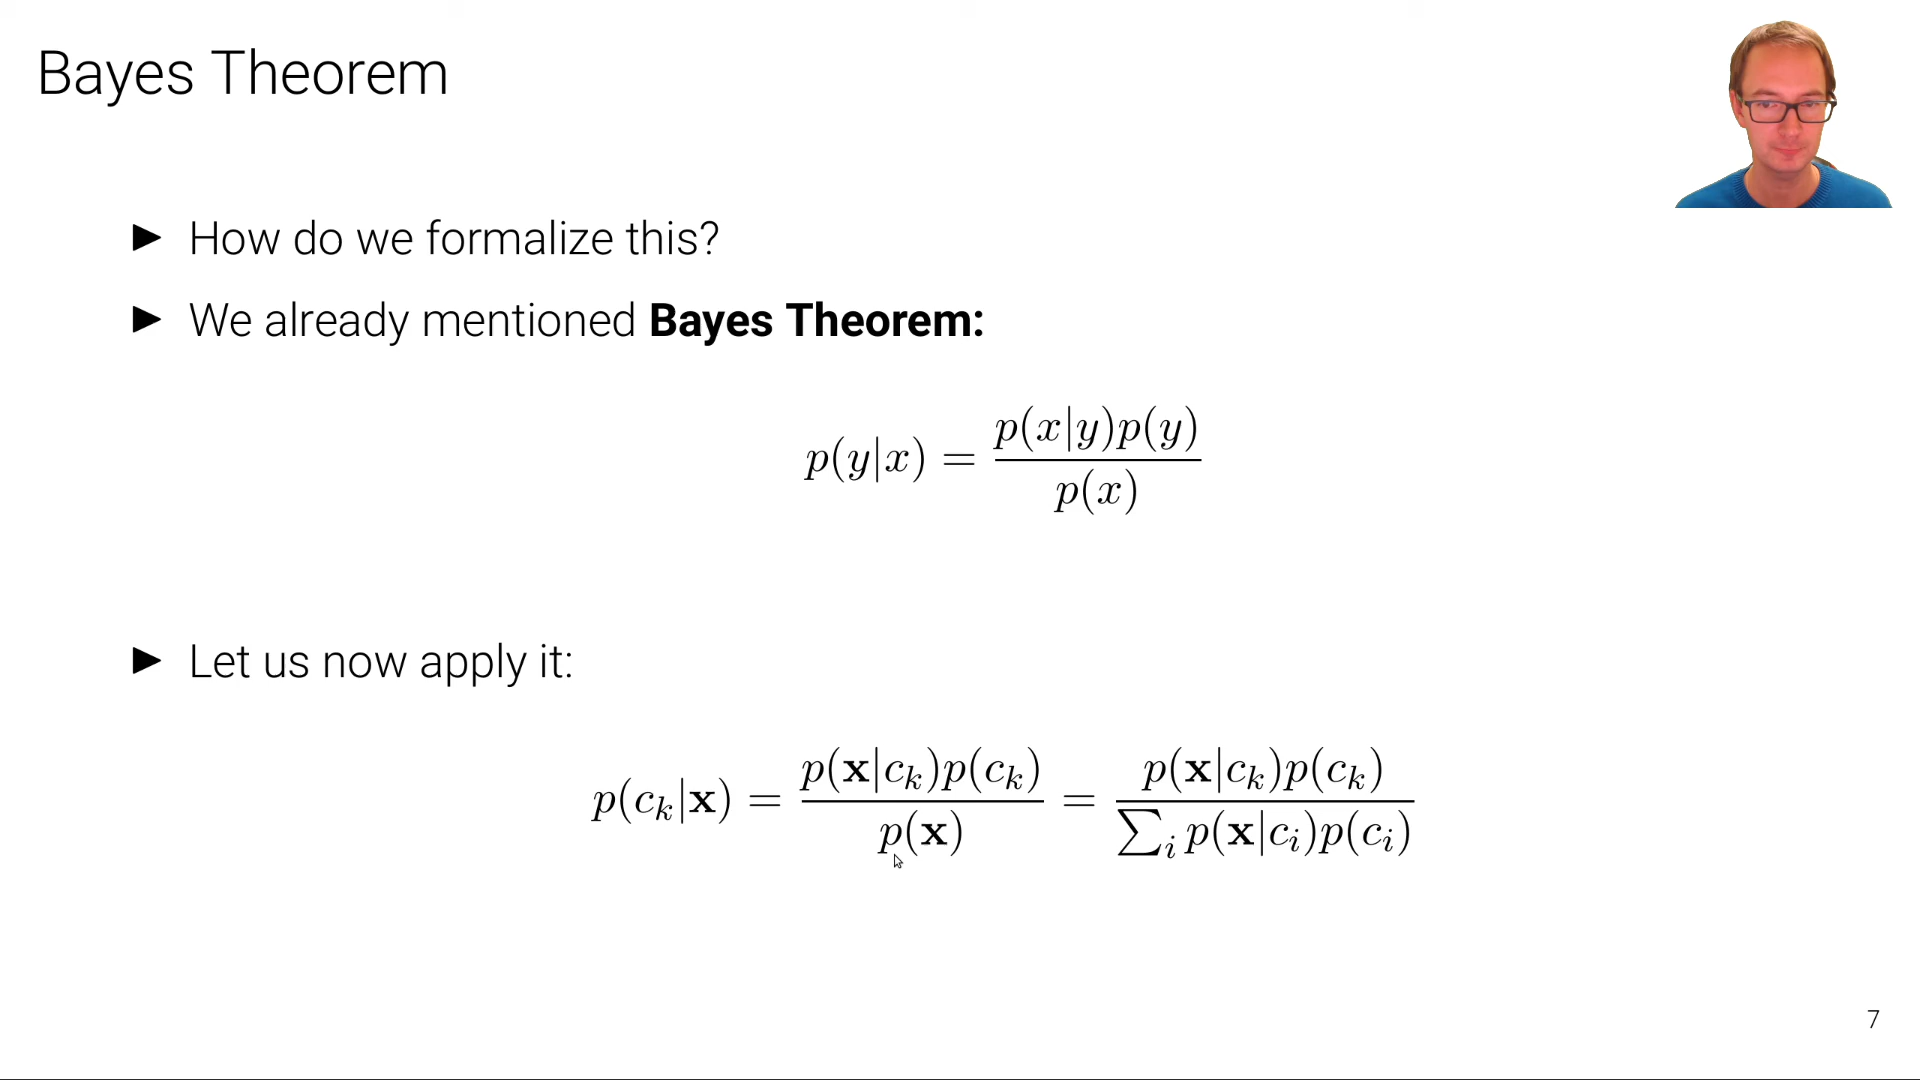 Bayes Theorem
► How do we formalize this?
► We already mentioned Bayes Theorem:
p(y|x) = p(x|y)p(y) / p(x)
► Let us now apply it:
p(c_k|x) = p(x|c_k)p(c_k) / p(x) = p(x|c_k)p(c_k) / ∑_i p(x|c_i)p(c_i)
7